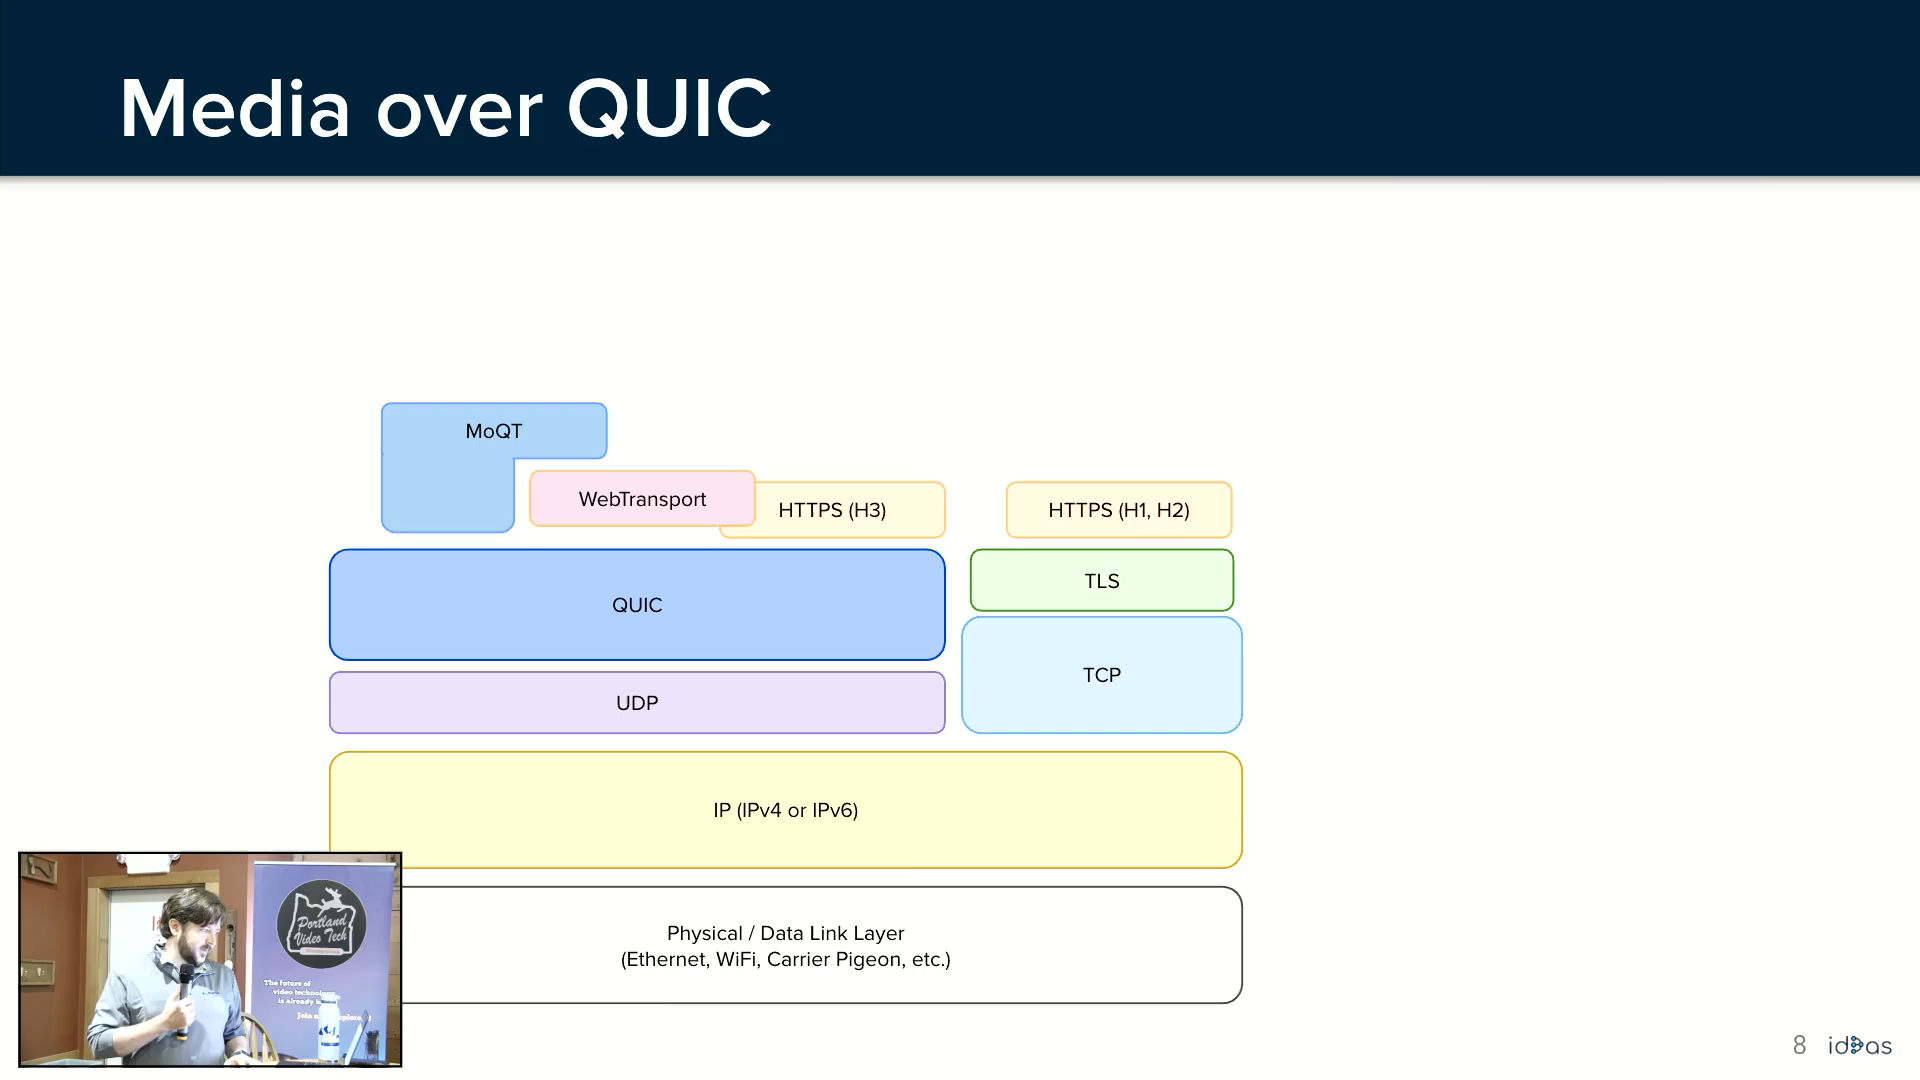 Media over QUIC
MoQT
WebTransport
HTTPS (H3)
HTTPS (H1, H2)
QUIC
TLS
TCP
UDP
IP (IPv4 or IPv6)
Physical / Data Link Layer
(Ethernet, WiFi, Carrier Pigeon, etc.)
Portland
Video Tech
The future of
video technology
is already
Join
8
id3as